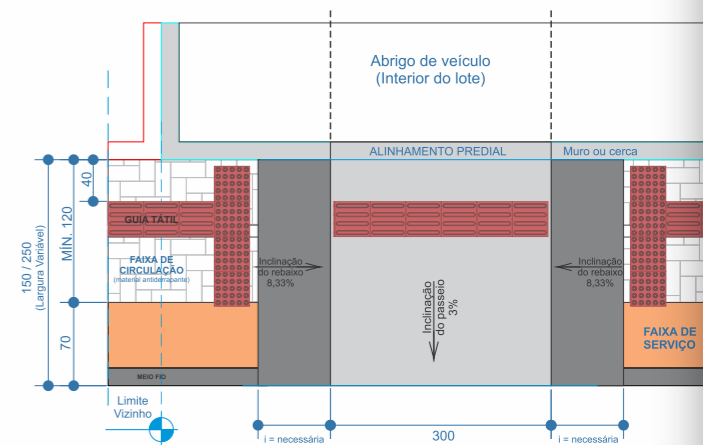 Abrigo de veículo
(Interior do lote)
ALINHAMENTO PREDIAL
Muro ou cerca
40
GUIA TÁTIL
MÍN. 120
150 / 250
(Largura Variável)
FAIXA DE
CIRCULAÇÃO
(material antiderrapante)
Inclinação
do rebaixo
8,33%
Inclinação
do passeio
3%
Inclinação
do rebaixo
8,33%
70
FAIXA DE
SERVIÇO
MEIO FIO
Limite
Vizinho
i = necessária
300
i = necessária